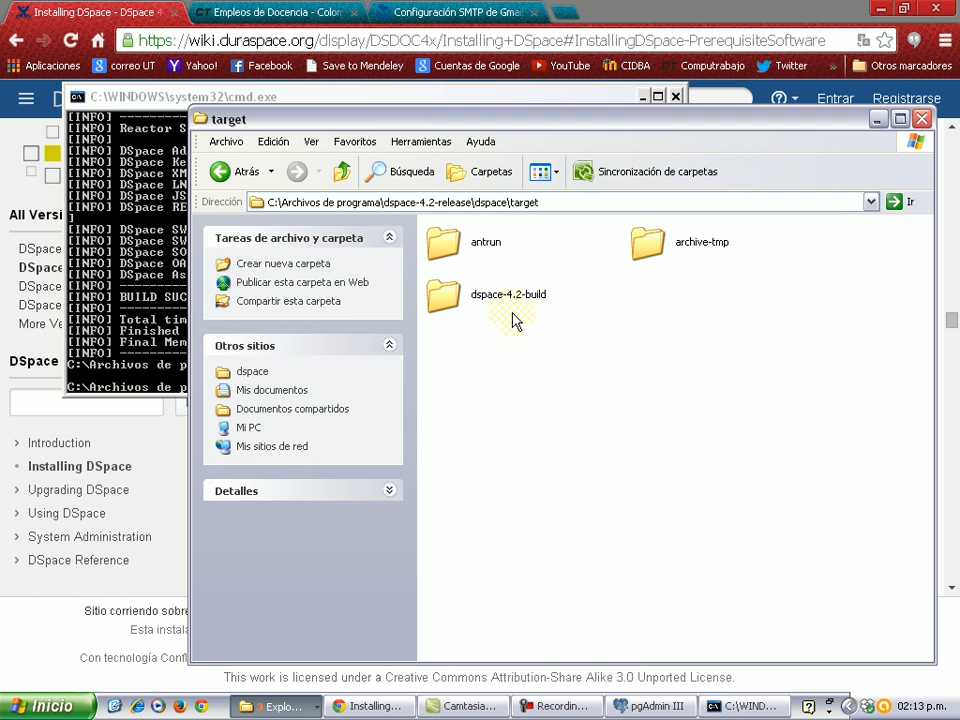 Installing DSpace - DSpace 4
Empleos de Docencia - Colon
Configuración SMTP de Gma
https://wiki.duraspace.org/display/DSDOC4x/Installing+DSpace#InstallingDSpace-PrerequisiteSoftware
Aplicaciones
correo UT
Yahoo!
Facebook
Save to Mendeley
Cuentas de Google
YouTube
CIDBA
Computrabajo
Twitter
»
Otros marcadores
C:\WINDOWS\system32\cmd.exe
Entrar
Registrarse
[INFO] ---
[INFO] Reactor S
[INFO]
[INFO] DSpace Ad
[INFO] DSpace Ke
[INFO] DSpace XM
[INFO] DSpace LN
[INFO] DSpace JS
[INFO] DSpace RE
]
[INFO] DSpace SW
[INFO] DSpace SW
[INFO] DSpace SO
[INFO] DSpace OA
[INFO] DSpace As
[INFO] ---
[INFO] BUILD SUC
[INFO] ---
[INFO] Total tim
[INFO] Finished
[INFO] Final Mem
[INFO] ---
C:\Archivos de p
C:\Archivos de p
target
Archivo Edición Ver Favoritos Herramientas Ayuda
Atrás Búsqueda Carpetas Sincronización de carpetas
Dirección C:\Archivos de programa\dspace-4.2-release\dspace\target Ir
Tareas de archivo y carpeta
Crear nueva carpeta
Publicar esta carpeta en Web
Compartir esta carpeta
Otros sitios
dspace
Mis documentos
Documentos compartidos
Mi PC
Mis sitios de red
Detalles
antrun
archive-tmp
dspace-4.2-build
All Versi
DSpace
DSpace
DSpace
DSpace
More V
DSpace
Introduction
Installing DSpace
Upgrading DSpace
Using DSpace
System Administration
DSpace Reference
Sitio corriendo sobre
Esta instala
Con tecnología Confl
This work is licensed under a Creative Commons Attribution-Share Alike 3.0 Unported License.
Inicio
3 Explo...
Installing...
Camtasia...
Recordin...
pgAdmin III
C:\WIND...
02:13 p.m.